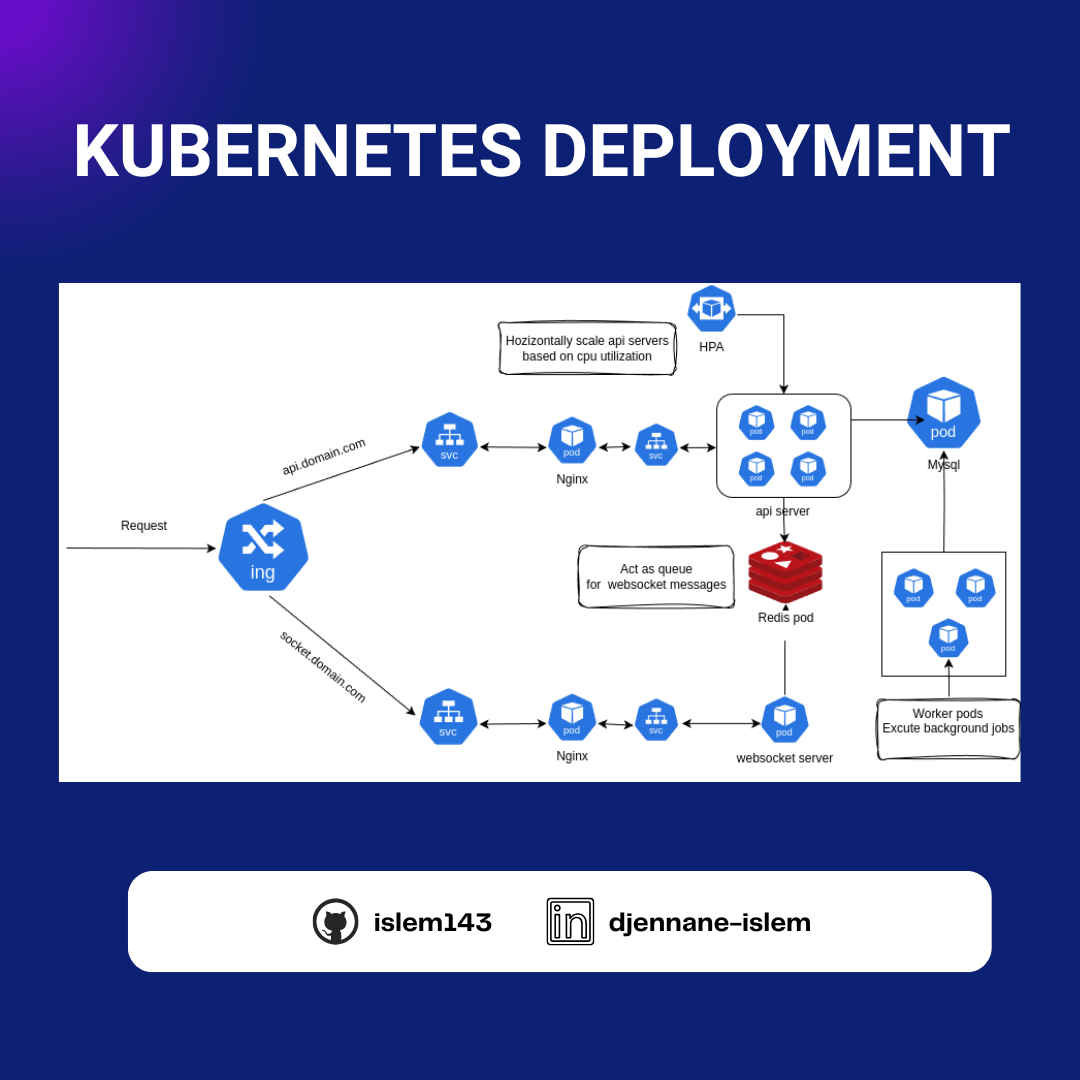 KUBERNETES DEPLOYMENT
HPA
Hozizontally scale api servers
based on cpu utilization
api.domain.com
svc
pod
Nginx
svc
pod
pod
pod
pod
api server
pod
Mysql
Request
ing
Act as queue
for websocket messages
Redis pod
pod
pod
pod
socket.domain.com
svc
pod
Nginx
svc
pod
websocket server
Worker pods
Excute background jobs
islem143
in
djennane-islem